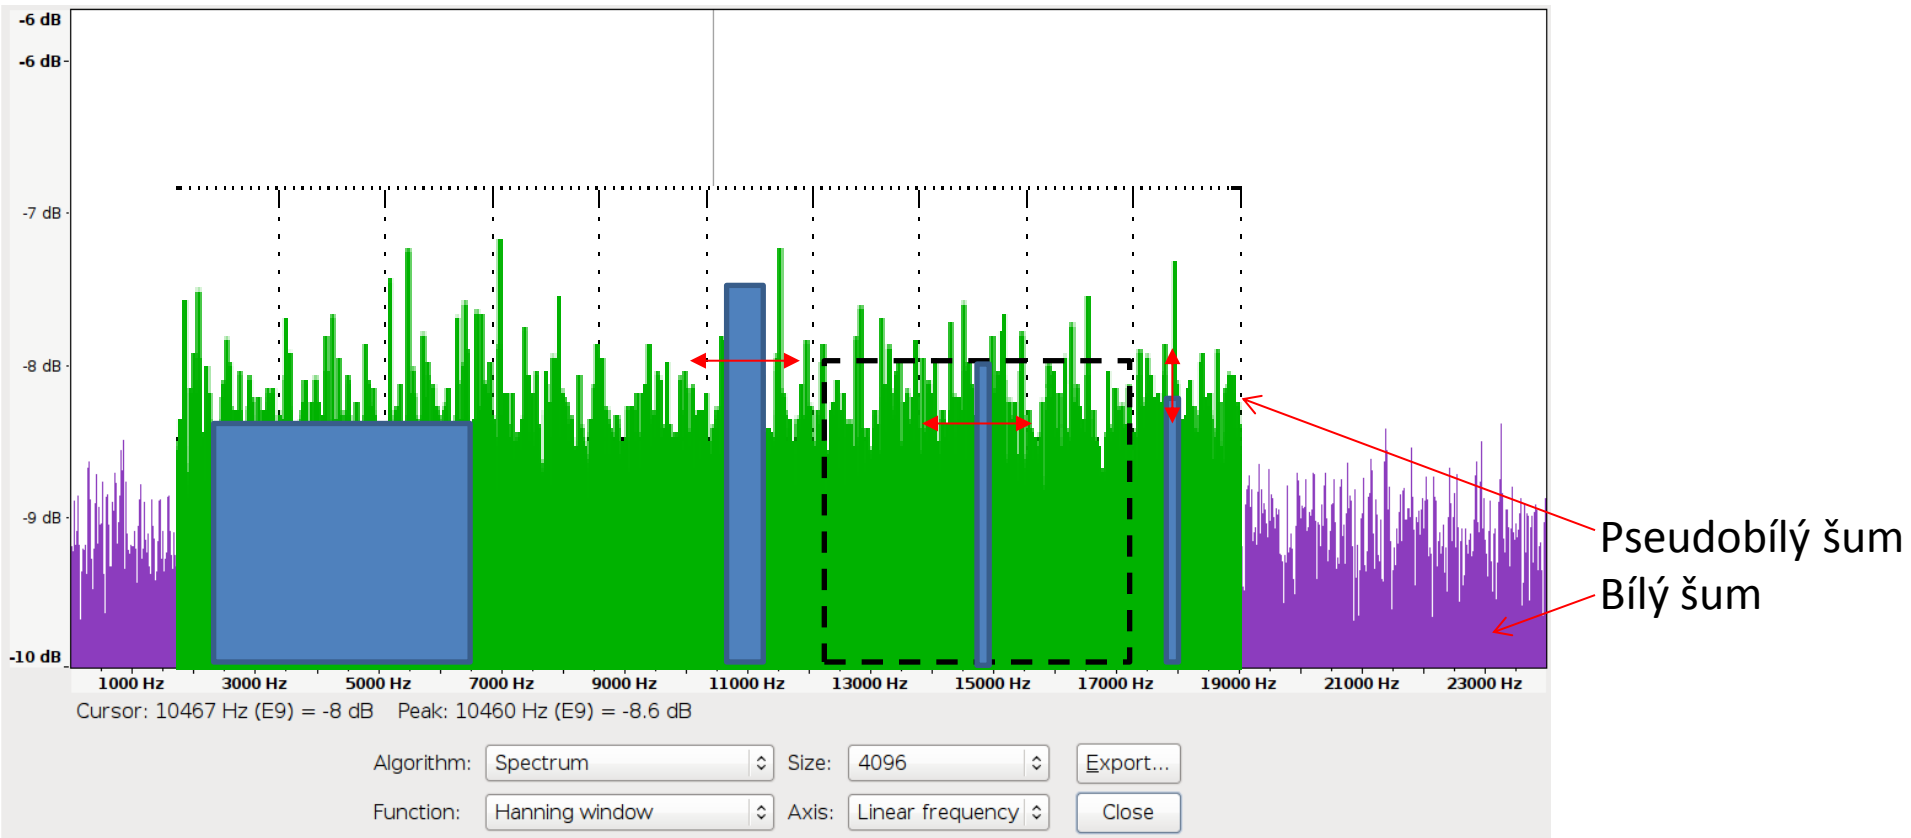 -6 dB
-6 dB
-7 dB
-8 dB
-9 dB
-10 dB
Pseudobílý šum
Bílý šum
1000 Hz 3000 Hz 5000 Hz 7000 Hz 9000 Hz 11000 Hz 13000 Hz 15000 Hz 17000 Hz 19000 Hz 21000 Hz 23000 Hz
Cursor: 10467 Hz (E9) = -8 dB Peak: 10460 Hz (E9) = -8.6 dB
Algorithm: Spectrum Size: 4096 Export...
Function: Hanning window Axis: Linear frequency Close